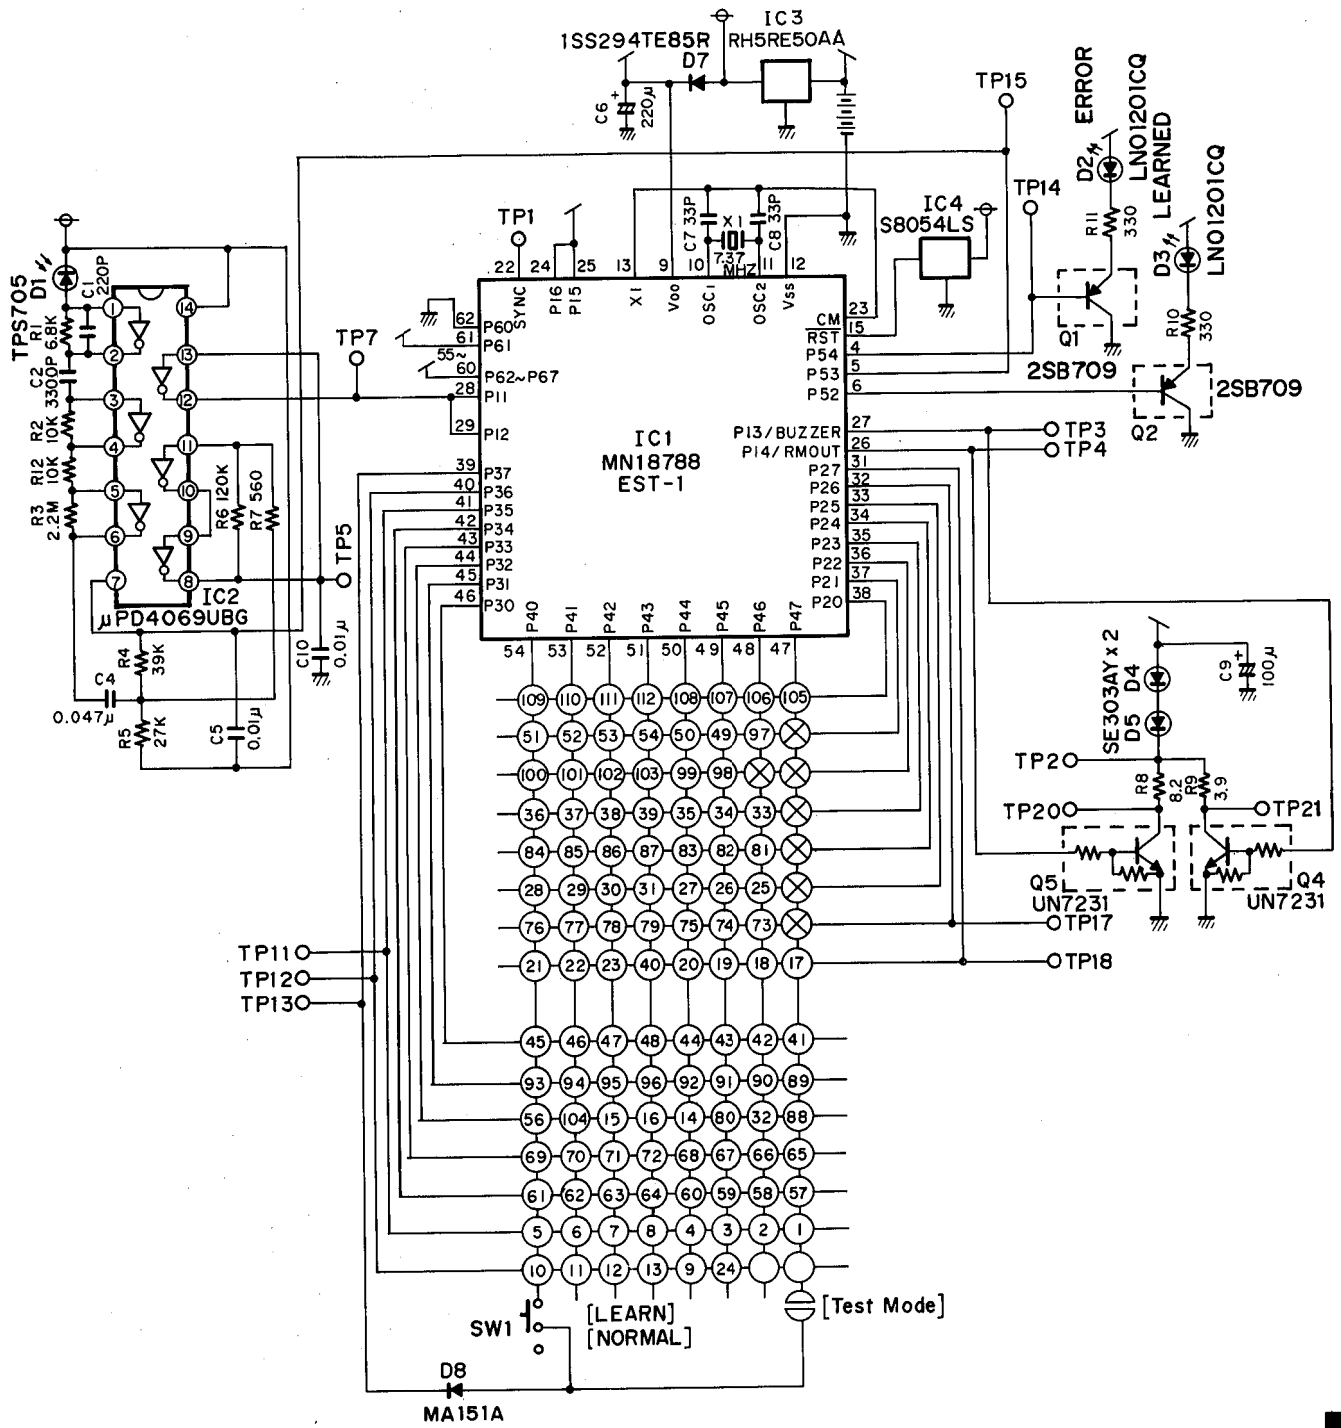 IC3
1SS294TE85R RH5RE50AA
D7
C6 + 220µ
TP15
ERROR
D2 LN01201CQ
LEARNED
D3 LN01201CQ
TP14
R11 330
R10 330
IC4
S8054LS
TP1
C7 33P
X1
7.37
MHZ
C8 33P
22 24 25 13 9 10 11 12
SYNC P16 P15 X1 VDD OSC1 OSC2 Vss
TPS705
D1
C1 220P
R1 6.8K
C2 3300P
R2 10K
R12 10K
R3 2.2M
1 14
2 13
3 12
4 11
5 10
6 9
7 8
IC2
µPD4069UBG
R6 120K
R7 560
TP7
TP5
C10 0.01µ
R4 39K
C4
0.047µ
R5 27K
C5 0.01µ
62 P60
61 P61
55~
60 P62~P67
28 P11
29 P12
39 P37
40 P36
41 P35
42 P34
43 P33
44 P32
45 P31
46 P30
IC1
MN18788
EST-1
CM 23
RST 15
P54 4
P53 5
P52 6
P13/BUZZER 27
P14/RMOUT 26
P27 31
P26 32
P25 33
P24 34
P23 35
P22 36
P21 37
P20 38
Q1
2SB709
2SB709
Q2
TP3
TP4
P40 P41 P42 P43 P44 P45 P46 P47
54 53 52 51 50 49 48 47
109 110 111 112 108 107 106 105
51 52 53 54 50 49 97
100 101 102 103 99 98
36 37 38 39 35 34 33
84 85 86 87 83 82 81
28 29 30 31 27 26 25
76 77 78 79 75 74 73
21 22 23 40 20 19 18 17
45 46 47 48 44 43 42 41
93 94 95 96 92 91 90 89
56 104 15 16 14 80 32 88
69 70 71 72 68 67 66 65
61 62 63 64 60 59 58 57
5 6 7 8 4 3 2 1
10 11 12 13 9 24
SE303AY x 2
D4
D5
C9 + 100µ
TP2
R8 8.2
R9 3.9
TP20
TP21
Q5
UN7231
Q4
UN7231
TP17
TP18
TP11
TP12
TP13
SW1
[LEARN]
[NORMAL]
[Test Mode]
D8
MA151A